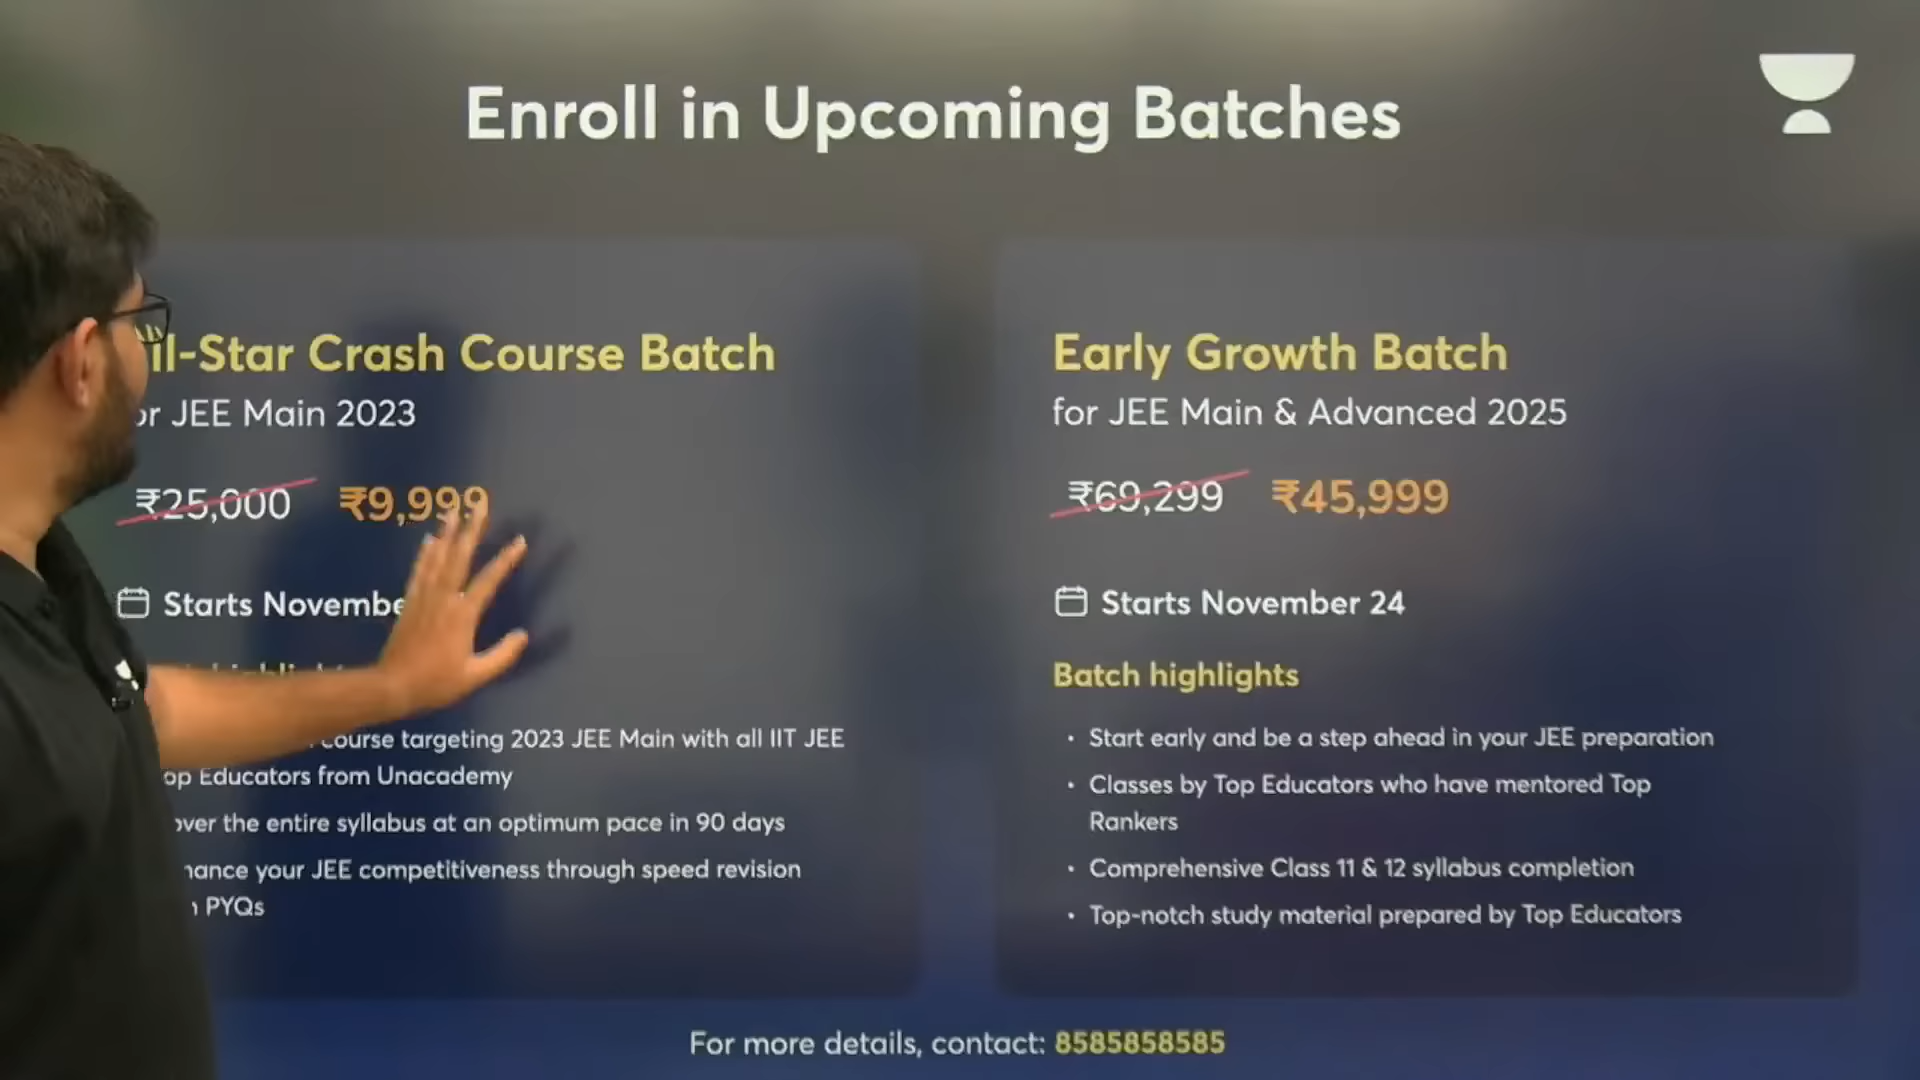 Enroll in Upcoming Batches
All-Star Crash Course Batch
or JEE Main 2023
₹25,000 ₹9,999
Starts Novembe
course targeting 2023 JEE Main with all IIT JEE
op Educators from Unacademy
over the entire syllabus at an optimum pace in 90 days
hance your JEE competitiveness through speed revision
PYQs
Early Growth Batch
for JEE Main & Advanced 2025
₹69,299 ₹45,999
Starts November 24
Batch highlights
• Start early and be a step ahead in your JEE preparation
• Classes by Top Educators who have mentored Top
Rankers
• Comprehensive Class 11 & 12 syllabus completion
• Top-notch study material prepared by Top Educators
For more details, contact: 8585858585